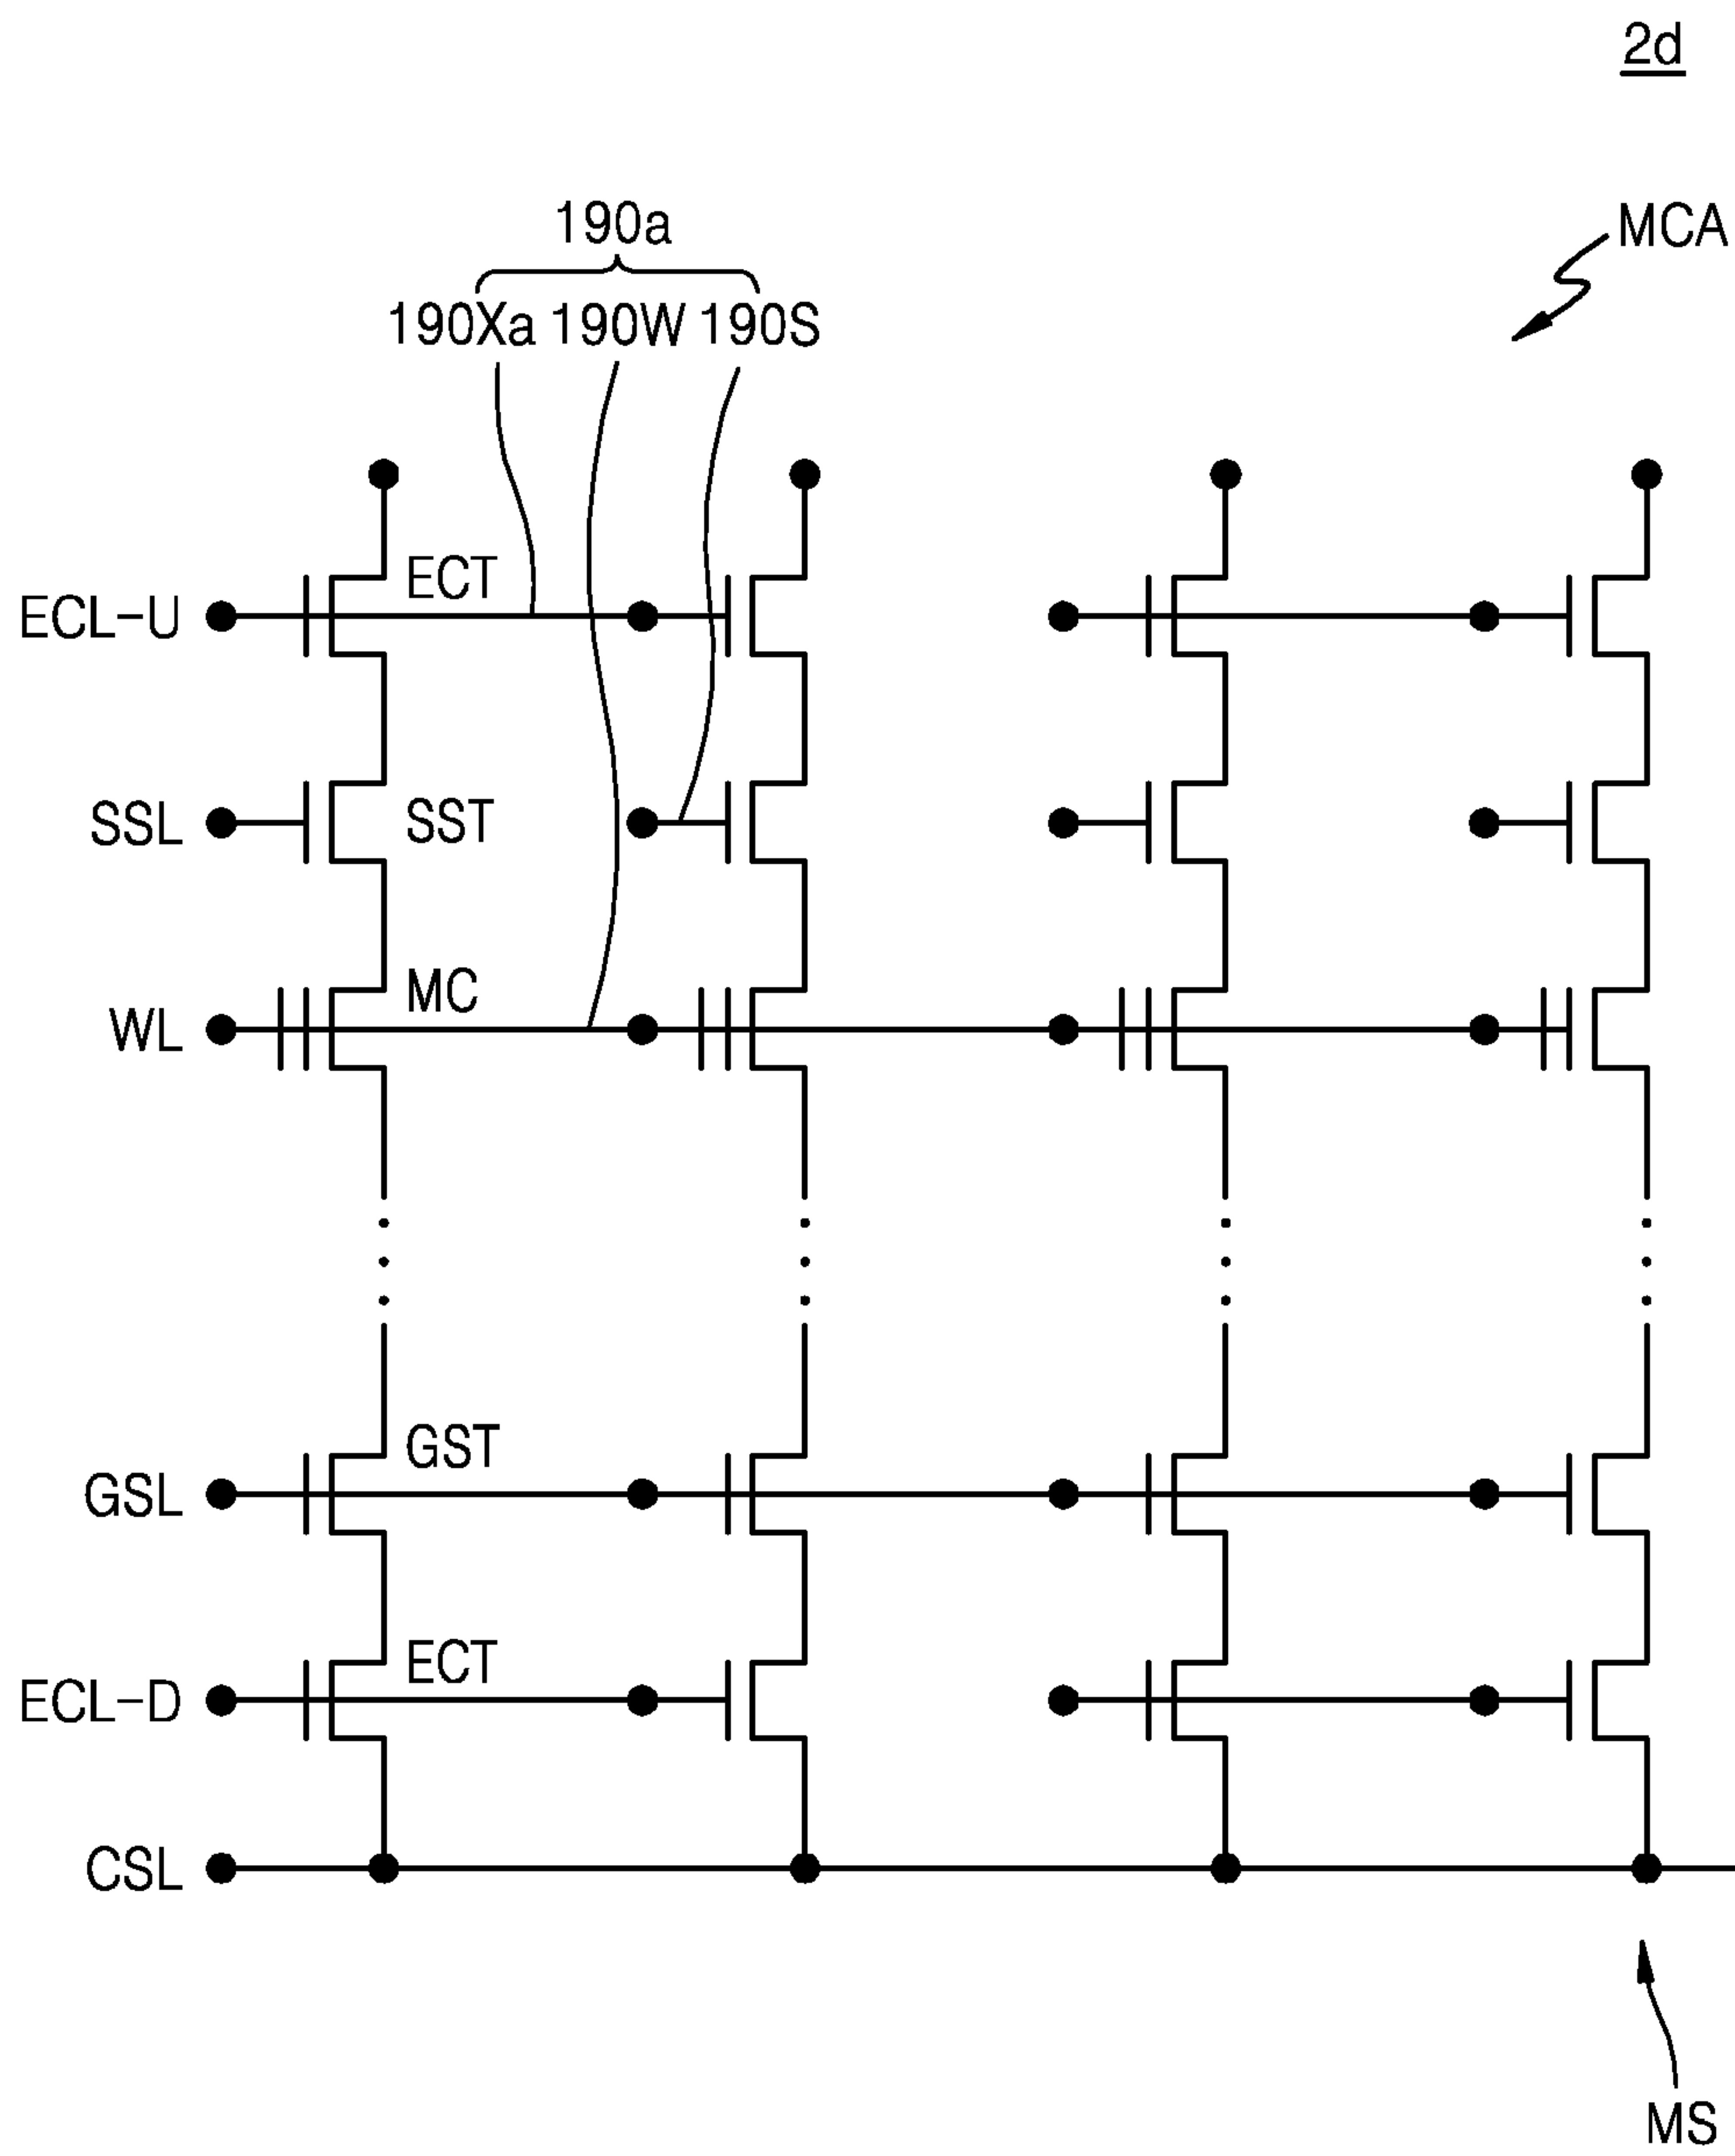 2d
MCA
190a
190Xa 190W 190S
ECT
ECL-U
SSL
SST
MC
WL
GST
GSL
ECT
ECL-D
CSL
MS